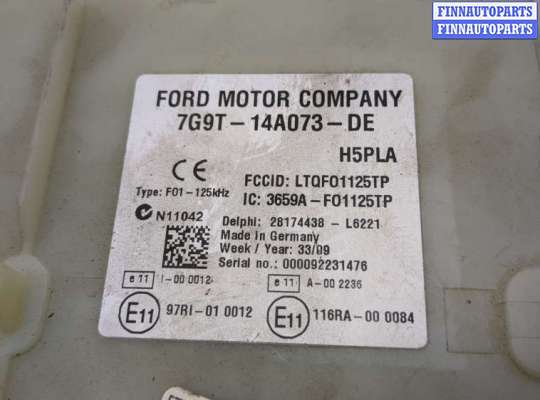 FINNAUTOPARTS
FINNAUTOPARTS
FORD MOTOR COMPANY
7G9T-14A073-DE
H5PLA
CE
FCCID: LTQFO1125TP
Type: F01-125kHz
IC: 3659A-FO1125TP
N11042
Delphi: 28174438 - L6221
Made in Germany
Week / Year: 33/09
Serial no.: 000092231476
e 11 I-00 0012
e 11 A-00 2236
E11 97RI-01 0012
E11 116RA-00 0084